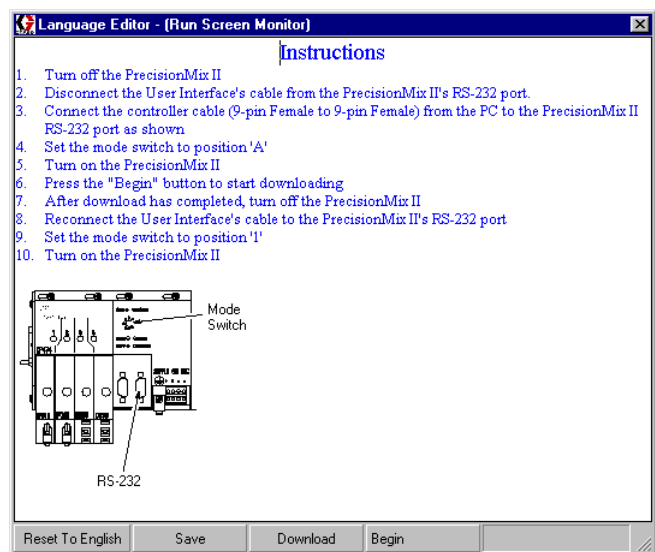 Language Editor - (Run Screen Monitor)
Instructions
1. Turn off the PrecisionMix II
2. Disconnect the User Interface's cable from the PrecisionMix II's RS-232 port.
3. Connect the controller cable (9-pin Female to 9-pin Female) from the PC to the PrecisionMix II
RS-232 port as shown
4. Set the mode switch to position 'A'
5. Turn on the PrecisionMix II
6. Press the "Begin" button to start downloading
7. After download has completed, turn off the PrecisionMix II
8. Reconnect the User Interface's cable to the PrecisionMix II's RS-232 port
9. Set the mode switch to position '1'
10. Turn on the PrecisionMix II
Mode
Switch
RS-232
Reset To English Save Download Begin